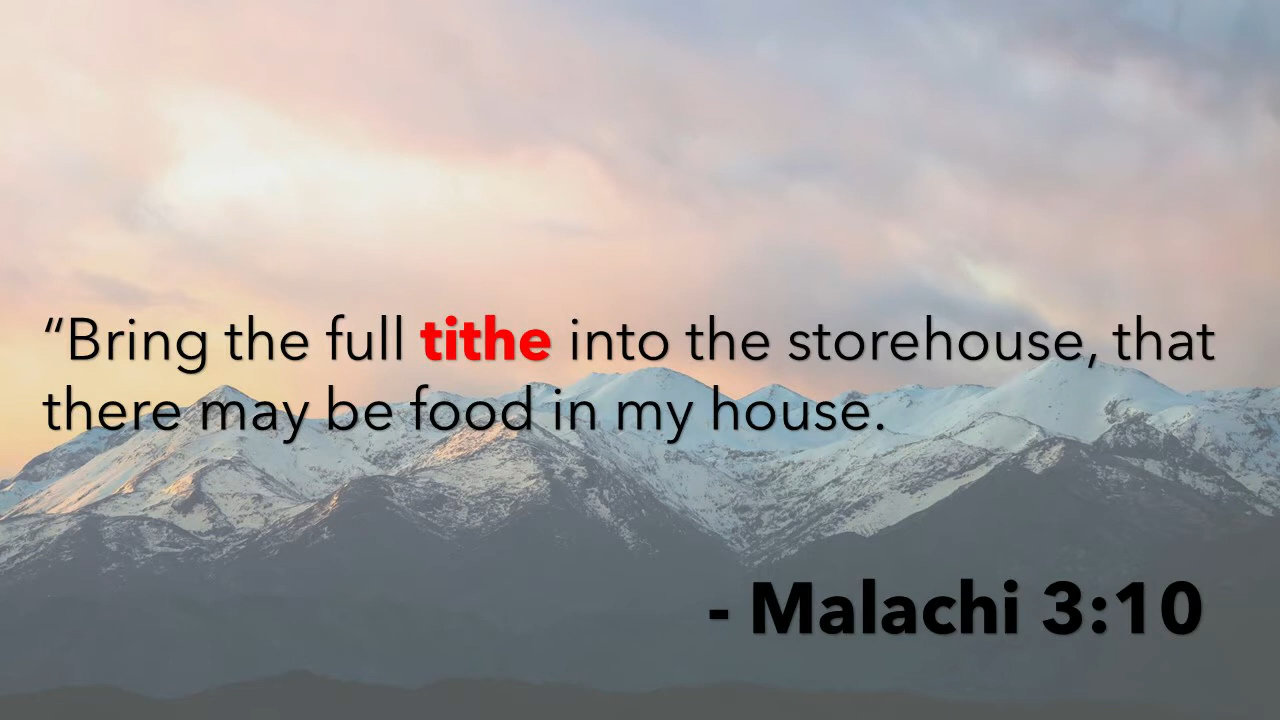 “Bring the full tithe into the storehouse, that
there may be food in my house.
- Malachi 3:10